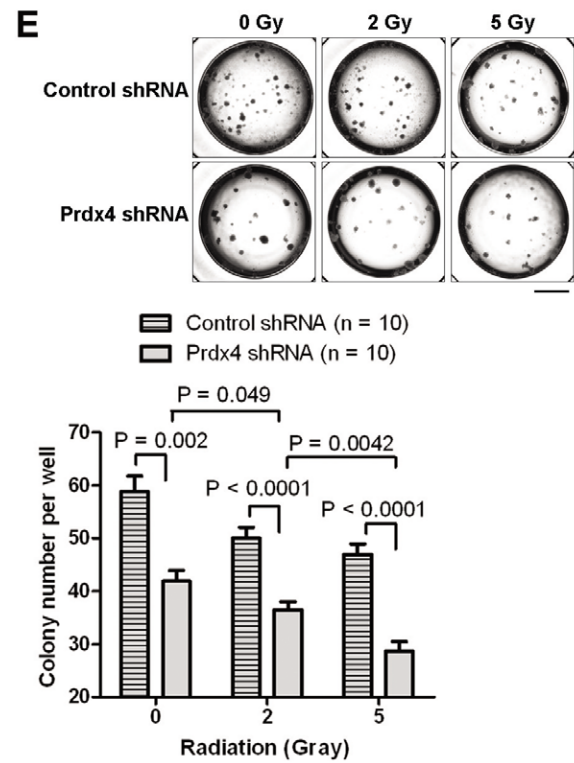 E
0 Gy 2 Gy 5 Gy
Control shRNA
Prdx4 shRNA
Control shRNA (n = 10)
Prdx4 shRNA (n = 10)
P = 0.049
P = 0.002
P = 0.0042
P < 0.0001
P < 0.0001
Colony number per well
70
60
50
40
30
20
0 2 5
Radiation (Gray)